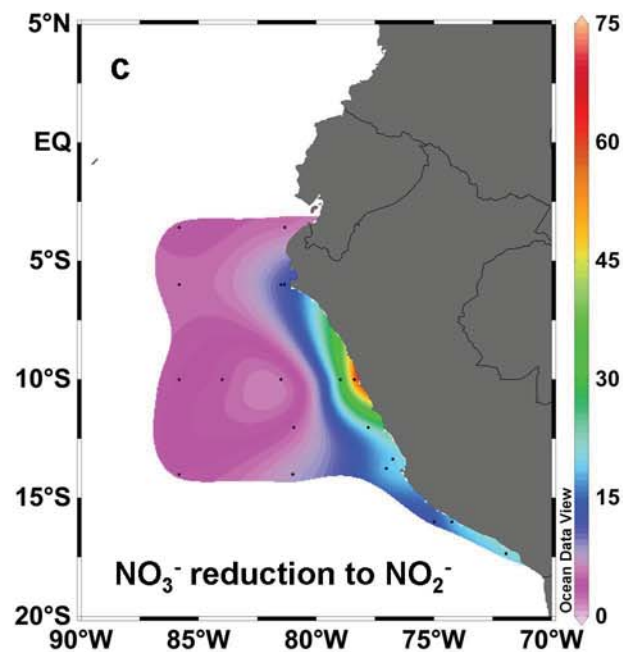 c
5°N
EQ
5°S
10°S
15°S
20°S
90°W 85°W 80°W 75°W 70°W
NO₃⁻ reduction to NO₂⁻
Ocean Data View
75
60
45
30
15
0